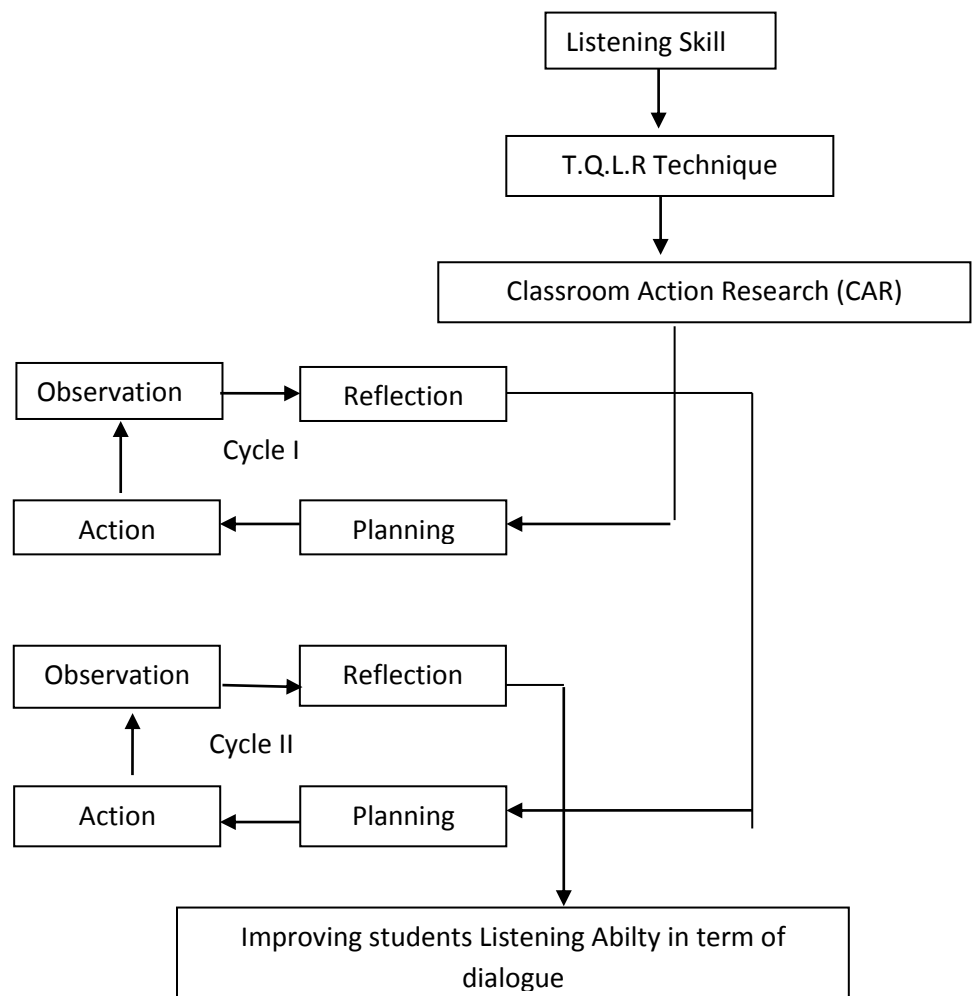 Listening Skill
T.Q.L.R Technique
Classroom Action Research (CAR)
Observation
Reflection
Cycle I
Action
Planning
Observation
Reflection
Cycle II
Action
Planning
Improving students Listening Abilty in term of
dialogue